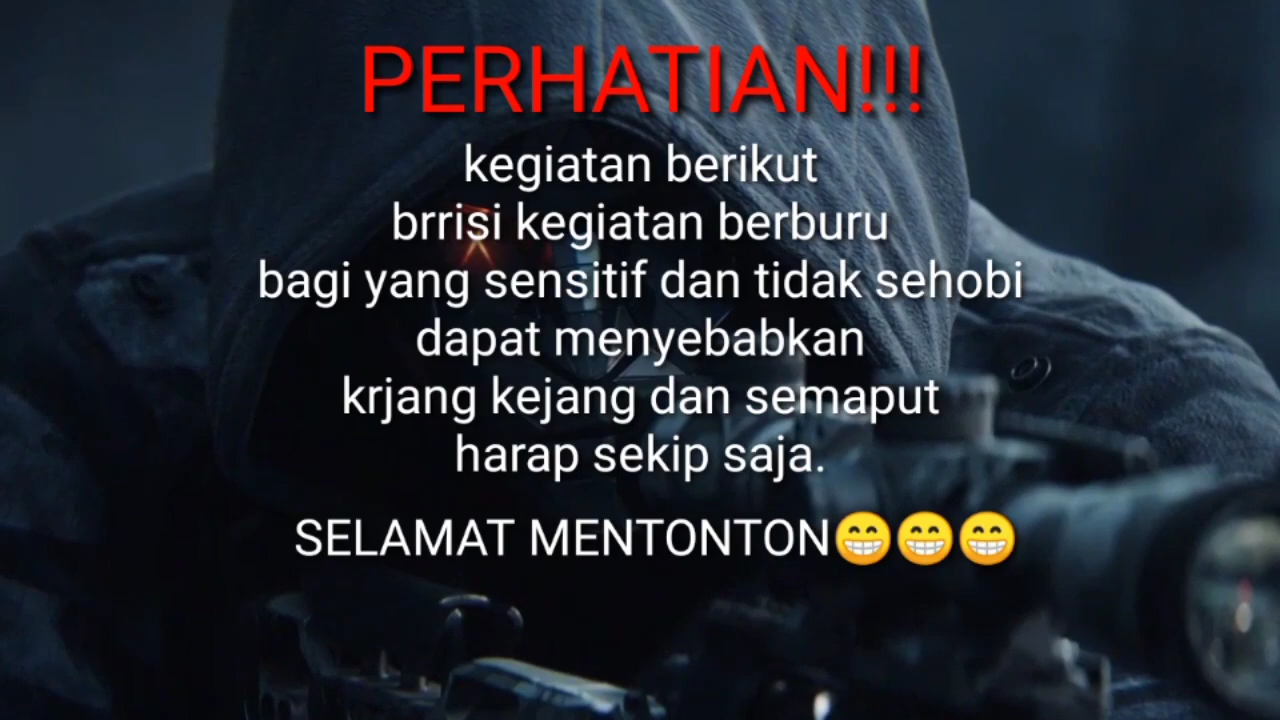 PERHATIAN!!!
kegiatan berikut
brrisi kegiatan berburu
bagi yang sensitif dan tidak sehobi
dapat menyebabkan
krjang kejang dan semaput
harap sekip saja.
SELAMAT MENTONTON😁😁😁